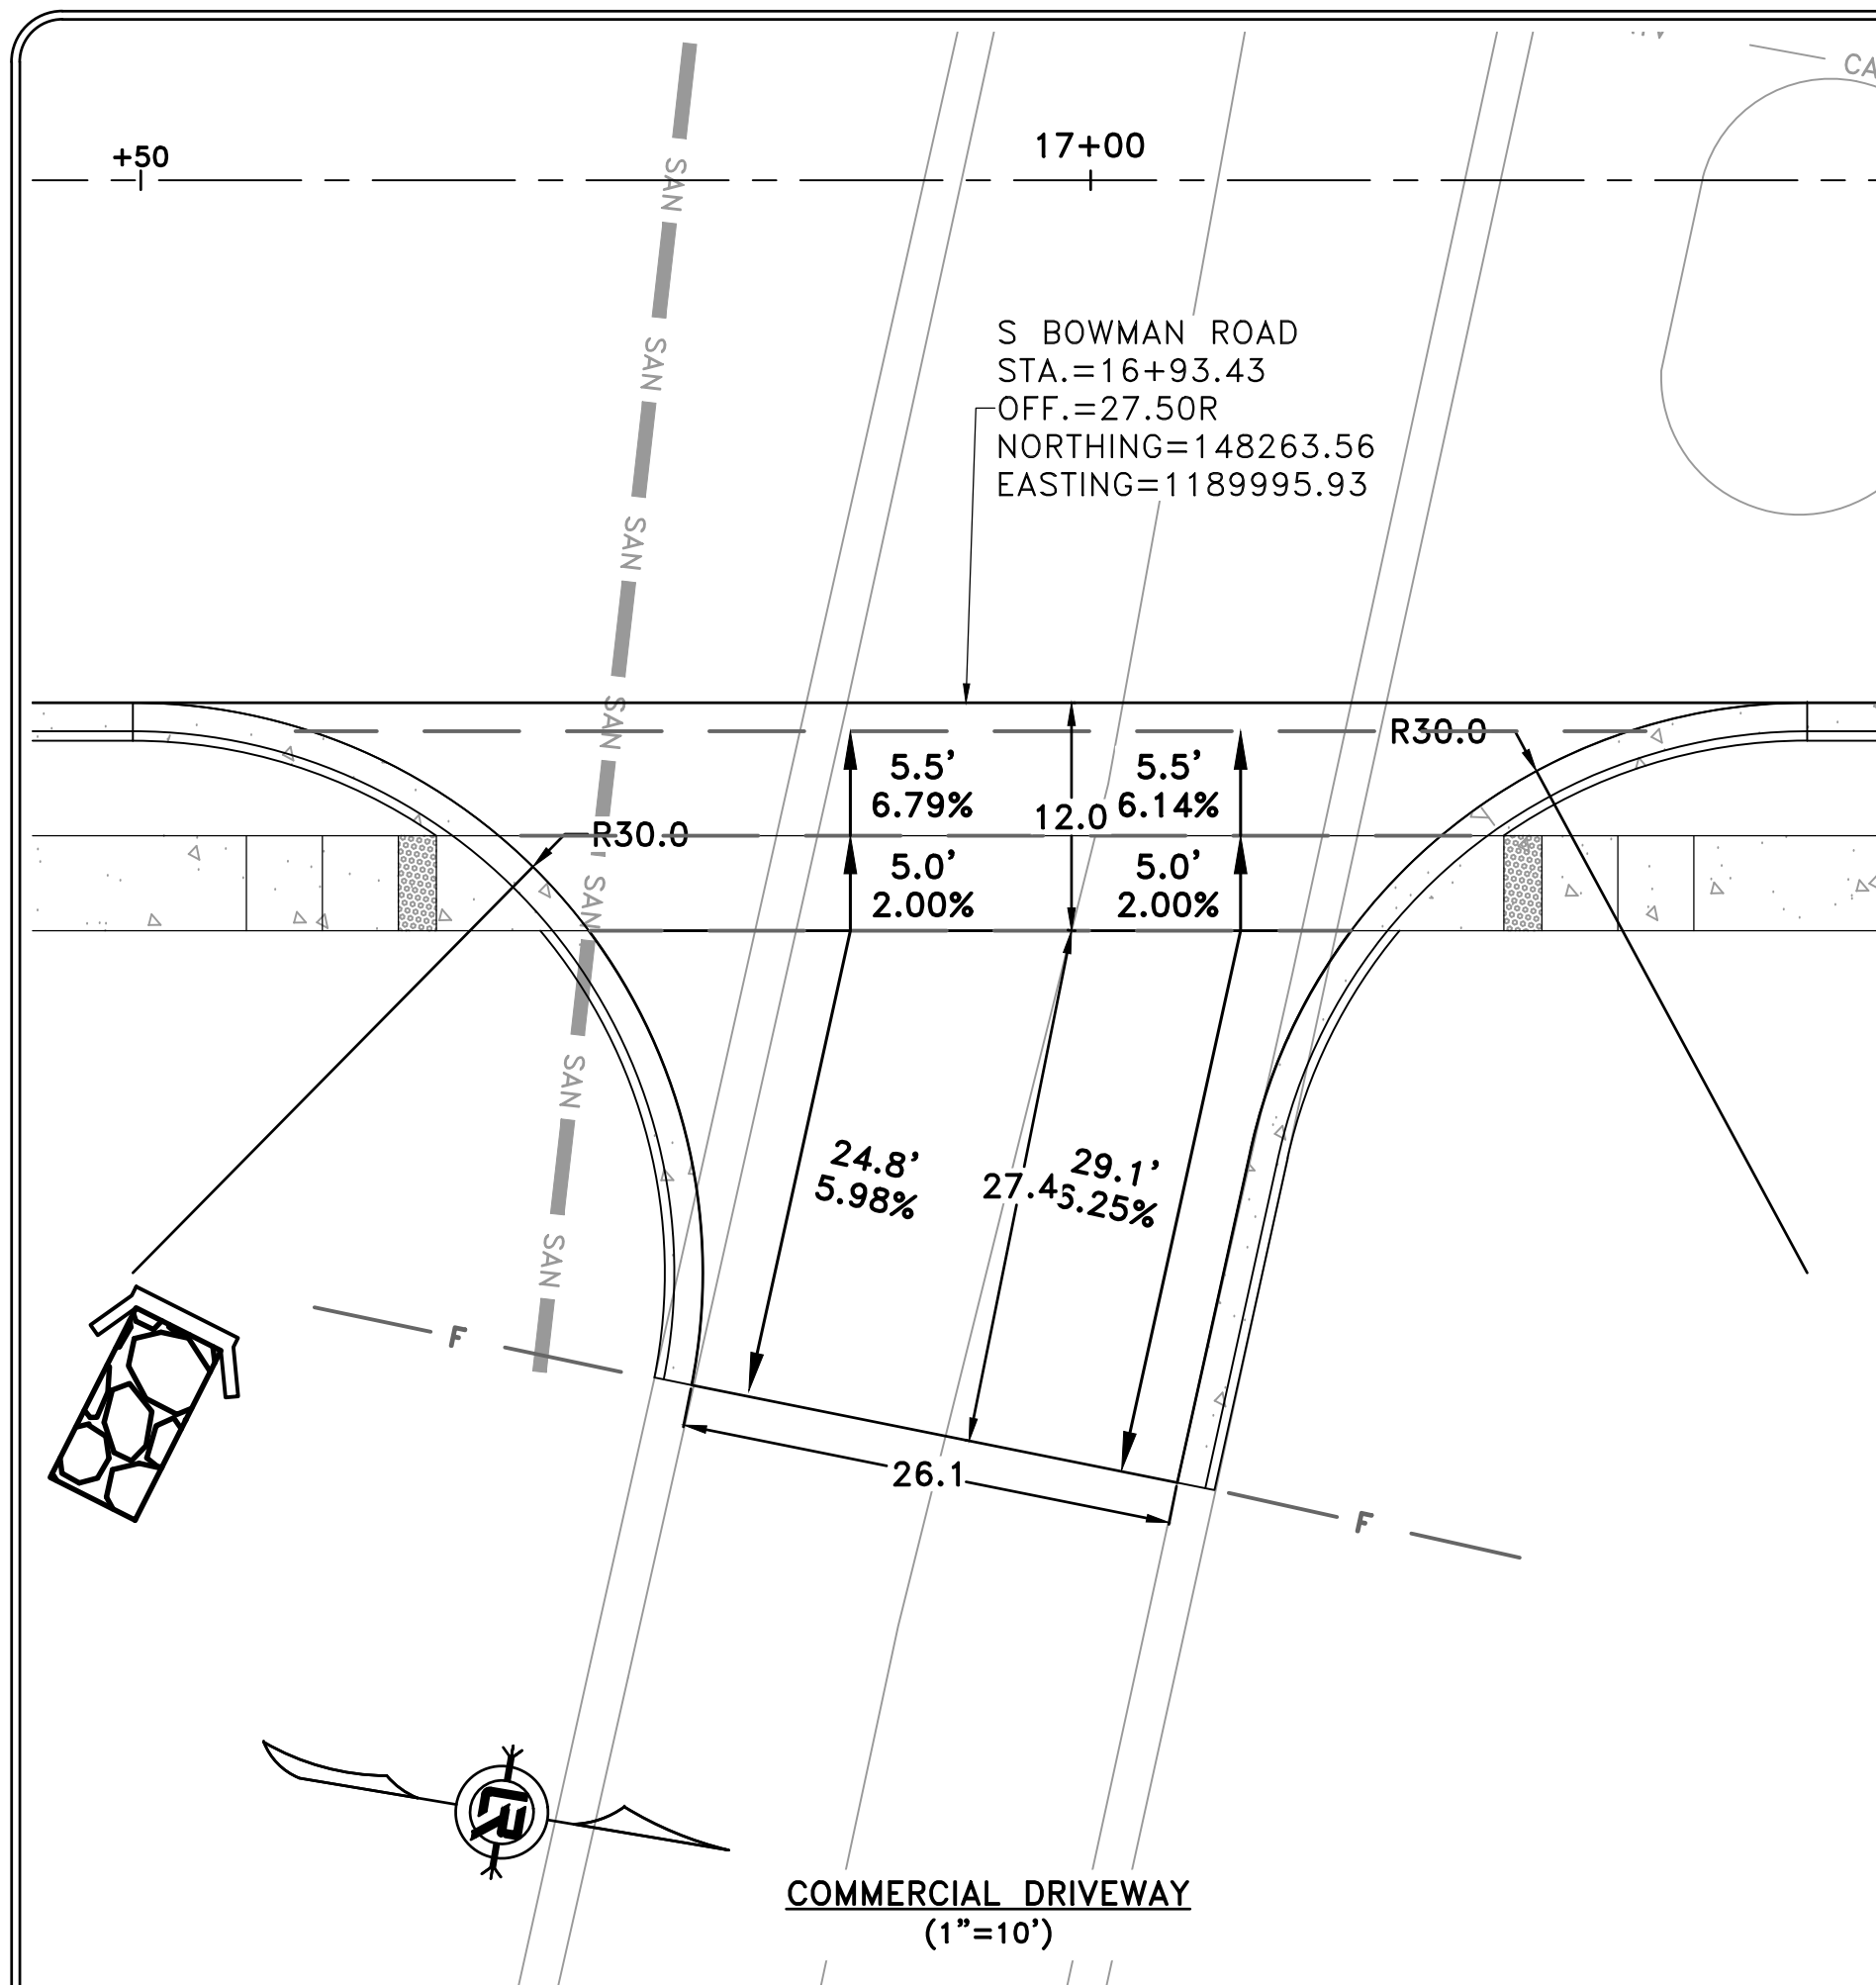 +50
17+00
CA
SAN
S BOWMAN ROAD
STA.=16+93.43
OFF.=27.50R
NORTHING=148263.56
EASTING=1189995.93
SAN
SAN
SAN
R30.0
5.5'
6.79%
5.5'
6.14%
12.0
R30.0
5.0'
2.00%
5.0'
2.00%
SAN
SAN
24.8'
5.98%
27.4
29.1'
.25%
SAN
F
26.1
F
COMMERCIAL DRIVEWAY
(1"=10')